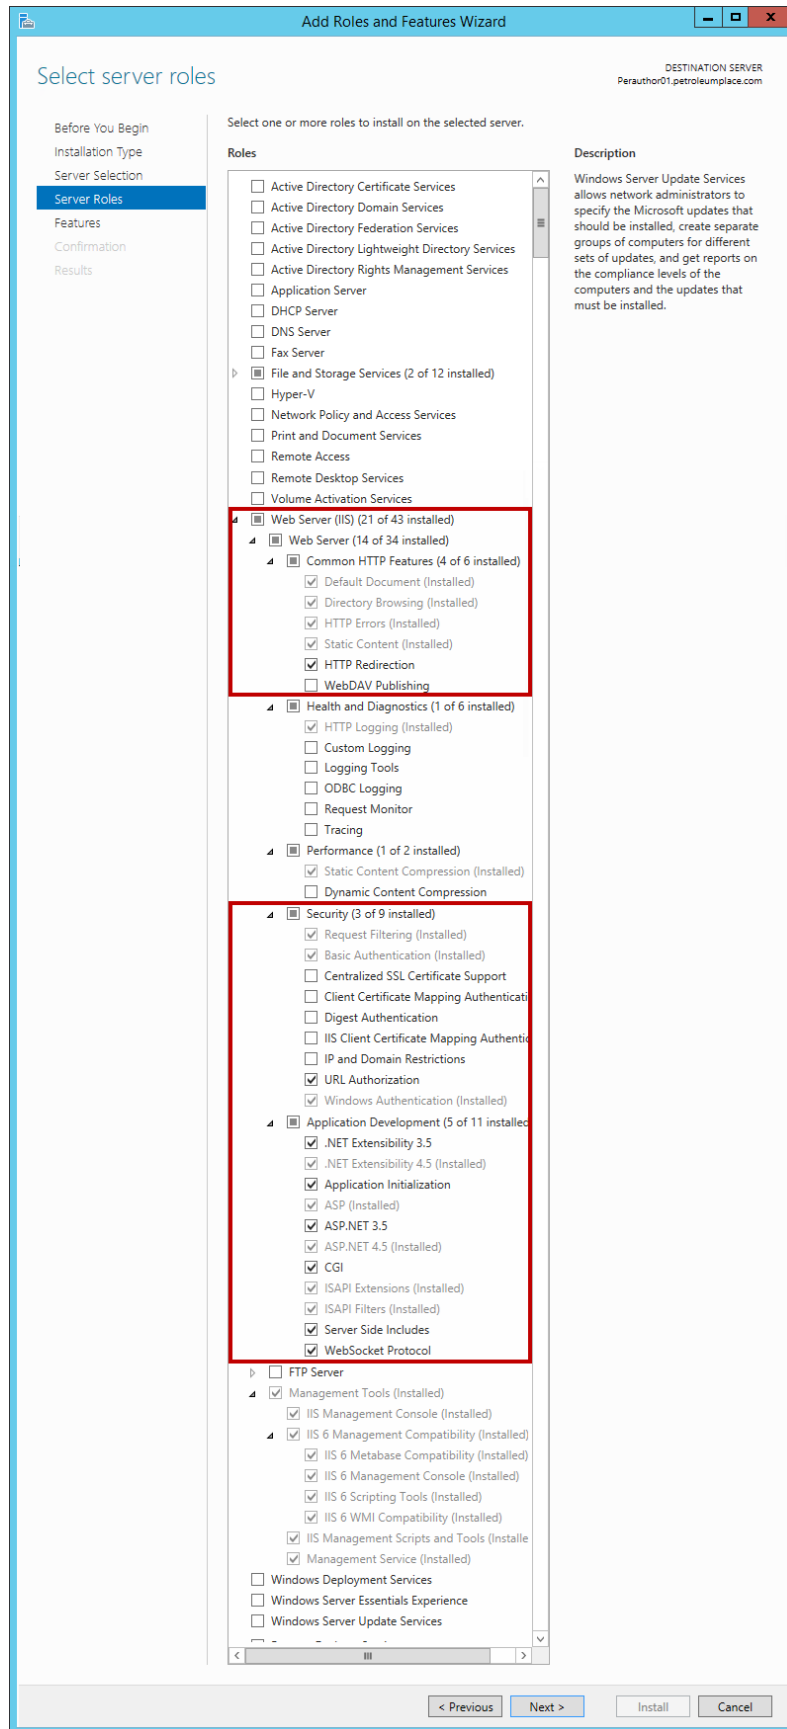 Add Roles and Features Wizard
Select server roles
DESTINATION SERVER
Perauthor01.petroleumplace.com
Before You Begin
Installation Type
Server Selection
Server Roles
Features
Confirmation
Results
Select one or more roles to install on the selected server.
Roles
Active Directory Certificate Services
Active Directory Domain Services
Active Directory Federation Services
Active Directory Lightweight Directory Services
Active Directory Rights Management Services
Application Server
DHCP Server
DNS Server
Fax Server
File and Storage Services (2 of 12 installed)
Hyper-V
Network Policy and Access Services
Print and Document Services
Remote Access
Remote Desktop Services
Volume Activation Services
Web Server (IIS) (21 of 43 installed)
Web Server (14 of 34 installed)
Common HTTP Features (4 of 6 installed)
Default Document (Installed)
Directory Browsing (Installed)
HTTP Errors (Installed)
Static Content (Installed)
HTTP Redirection
WebDAV Publishing
Health and Diagnostics (1 of 6 installed)
HTTP Logging (Installed)
Custom Logging
Logging Tools
ODBC Logging
Request Monitor
Tracing
Performance (1 of 2 installed)
Static Content Compression (Installed)
Dynamic Content Compression
Security (3 of 9 installed)
Request Filtering (Installed)
Basic Authentication (Installed)
Centralized SSL Certificate Support
Client Certificate Mapping Authenticati
Digest Authentication
IIS Client Certificate Mapping Authentic
IP and Domain Restrictions
URL Authorization
Windows Authentication (Installed)
Application Development (5 of 11 installed
.NET Extensibility 3.5
.NET Extensibility 4.5 (Installed)
Application Initialization
ASP (Installed)
ASP.NET 3.5
ASP.NET 4.5 (Installed)
CGI
ISAPI Extensions (Installed)
ISAPI Filters (Installed)
Server Side Includes
WebSocket Protocol
FTP Server
Management Tools (Installed)
IIS Management Console (Installed)
IIS 6 Management Compatibility (Installed)
IIS 6 Metabase Compatibility (Installed)
IIS 6 Management Console (Installed)
IIS 6 Scripting Tools (Installed)
IIS 6 WMI Compatibility (Installed)
IIS Management Scripts and Tools (Installe
Management Service (Installed)
Windows Deployment Services
Windows Server Essentials Experience
Windows Server Update Services
Description
Windows Server Update Services
allows network administrators to
specify the Microsoft updates that
should be installed, create separate
groups of computers for different
sets of updates, and get reports on
the compliance levels of the
computers and the updates that
must be installed.
< Previous
Next >
Install
Cancel